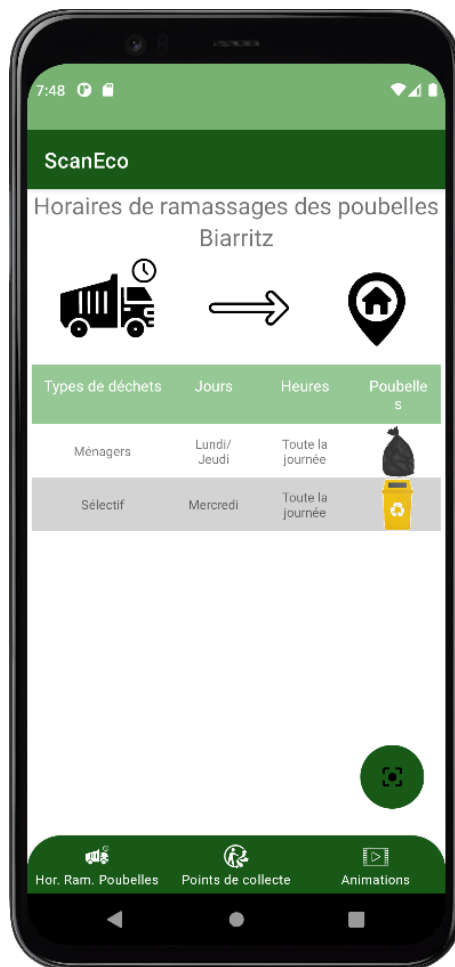 7:48
ScanEco
Horaires de ramassages des poubelles
Biarritz
Types de déchets Jours Heures Poubelle
s
Ménagers Lundi/ Toute la
Jeudi journée
Sélectif Mercredi Toute la
journée
Hor. Ram. Poubelles Points de collecte Animations